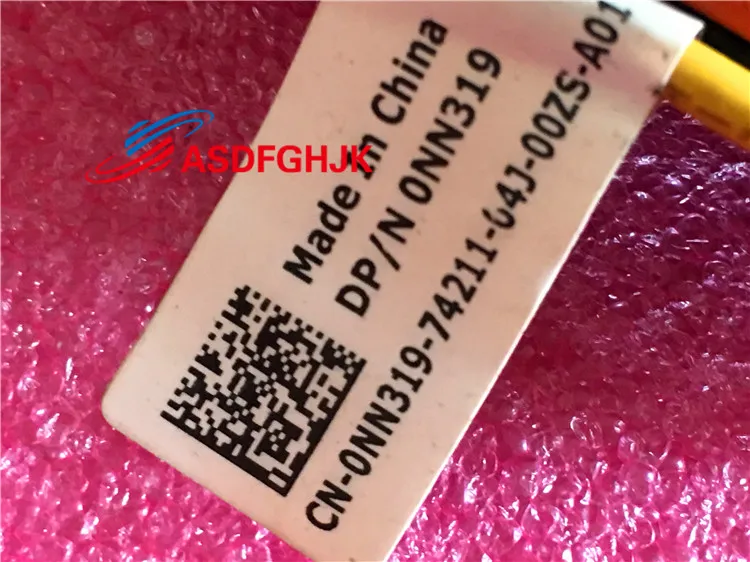 ASDFGHJK
Made In China
DP/N 0NN319
CN-0NN319-74211-64J-00ZS-A01